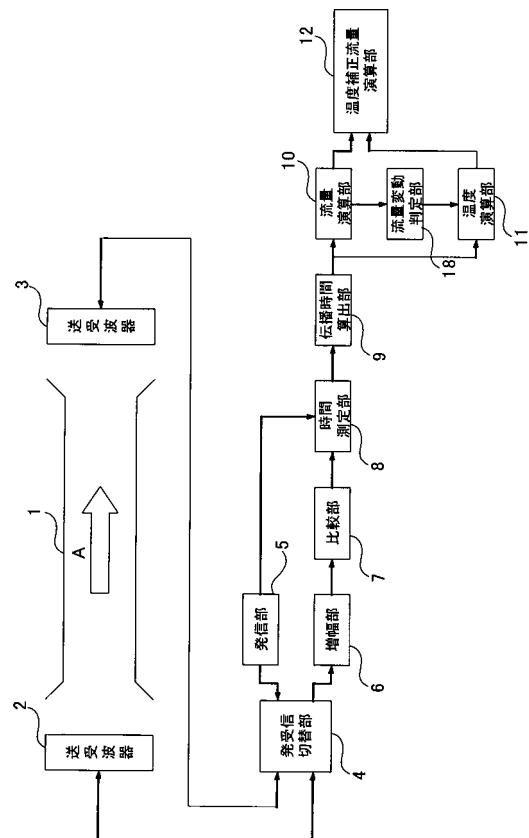 1
A
2
送受波器
3
送受波器
4
発受信
切替部
5
発信部
6
増幅部
7
比較部
8
時間
測定部
9
伝播時間
算出部
10
流量
演算部
18
流量変動
判定部
11
温度
演算部
12
温度補正流量
演算部